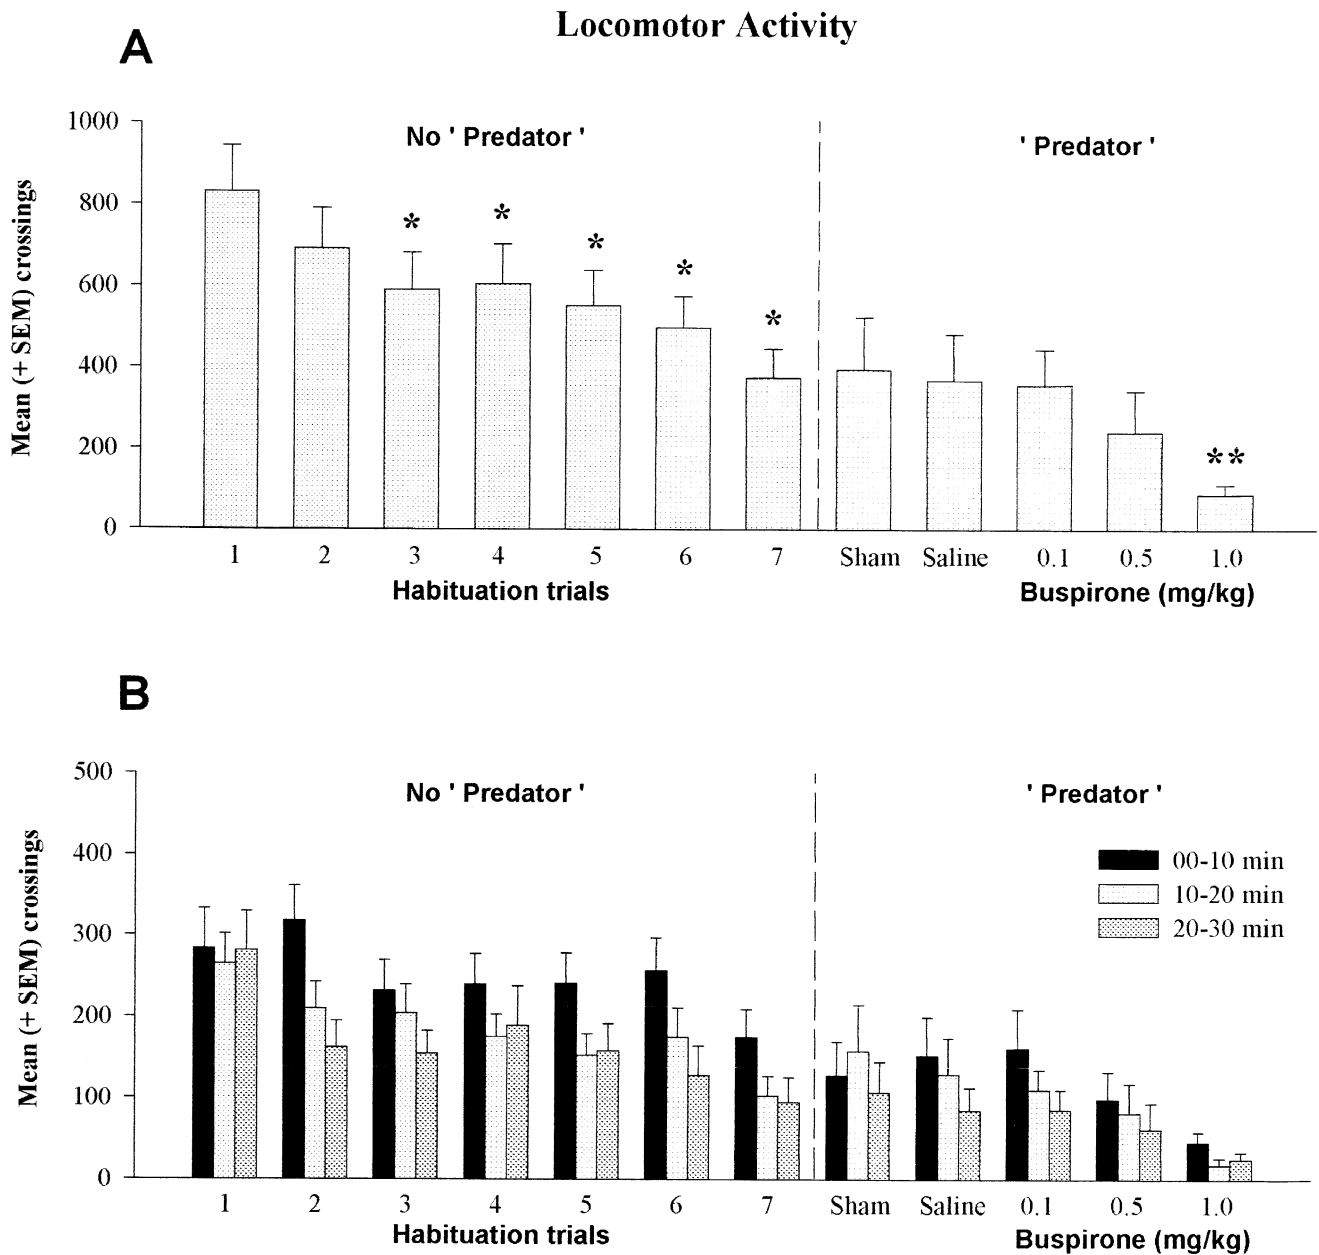 Locomotor Activity
A
Mean (+ SEM) crossings
1000
800
600
400
200
0
No ' Predator '
' Predator '
* * * * * **
1 2 3 4 5 6 7 Sham Saline 0.1 0.5 1.0
Habituation trials
Buspirone (mg/kg)
B
Mean (+ SEM) crossings
500
400
300
200
100
0
No ' Predator '
' Predator '
00-10 min
10-20 min
20-30 min
1 2 3 4 5 6 7 Sham Saline 0.1 0.5 1.0
Habituation trials
Buspirone (mg/kg)